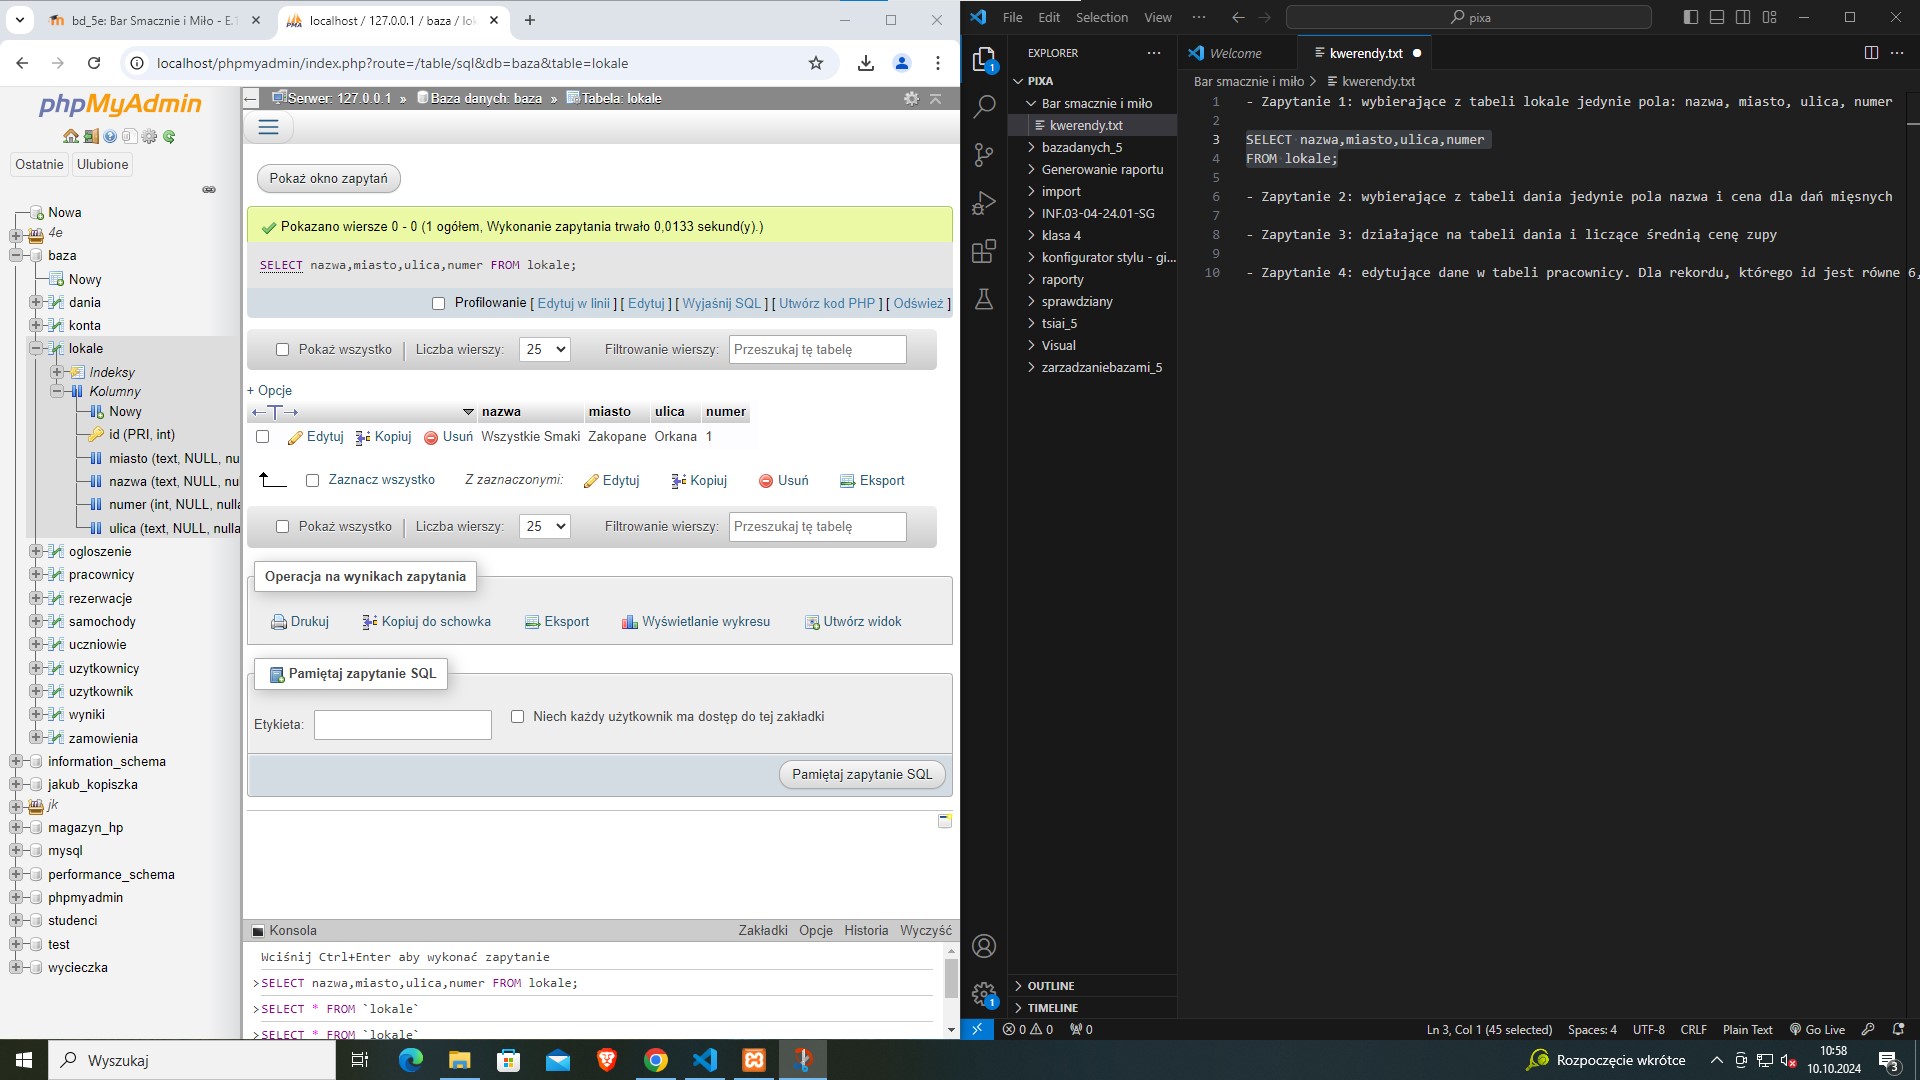 bd_5e: Bar Smacznie i Miło - E.1
localhost / 127.0.0.1 / baza / lok
localhost/phpmyadmin/index.php?route=/table/sql&db=baza&table=lokale
phpMyAdmin
Ostatnie Ulubione
Nowa
4e
baza
Nowy
dania
konta
lokale
Indeksy
Kolumny
Nowy
id (PRI, int)
miasto (text, NULL, nu
nazwa (text, NULL, nu
numer (int, NULL, nulla
ulica (text, NULL, nulla
ogloszenie
pracownicy
rezerwacje
samochody
uczniowie
uzytkownicy
uzytkownik
wyniki
zamowienia
information_schema
jakub_kopiszka
jk
magazyn_hp
mysql
performance_schema
phpmyadmin
studenci
test
wycieczka
Serwer: 127.0.0.1 » Baza danych: baza » Tabela: lokale
Pokaż okno zapytań
Pokazano wiersze 0 - 0 (1 ogółem, Wykonanie zapytania trwało 0,0133 sekund(y).)
SELECT nazwa,miasto,ulica,numer FROM lokale;
Profilowanie [ Edytuj w linii ] [ Edytuj ] [ Wyjaśnij SQL ] [ Utwórz kod PHP ] [ Odśwież ]
Pokaż wszystko Liczba wierszy: 25 Filtrowanie wierszy: Przeszukaj tę tabelę
+ Opcje
←T→ nazwa miasto ulica numer
Edytuj Kopiuj Usuń Wszystkie Smaki Zakopane Orkana 1
Zaznacz wszystko Z zaznaczonymi: Edytuj Kopiuj Usuń Eksport
Pokaż wszystko Liczba wierszy: 25 Filtrowanie wierszy: Przeszukaj tę tabelę
Operacja na wynikach zapytania
Drukuj Kopiuj do schowka Eksport Wyświetlanie wykresu Utwórz widok
Pamiętaj zapytanie SQL
Etykieta: Niech każdy użytkownik ma dostęp do tej zakładki
Pamiętaj zapytanie SQL
Konsola Zakładki Opcje Historia Wyczyść
Wciśnij Ctrl+Enter aby wykonać zapytanie
>SELECT nazwa,miasto,ulica,numer FROM lokale;
>SELECT * FROM `lokale`
>SELECT * FROM `lokale`
File Edit Selection View ··· pixa
EXPLORER ···
PIXA
Bar smacznie i miło
kwerendy.txt
bazadanych_5
Generowanie raportu
import
INF.03-04-24.01-SG
klasa 4
konfigurator stylu - gi...
raporty
sprawdziany
tsiai_5
Visual
zarzadzaniebazami_5
OUTLINE
TIMELINE
1
1
Welcome kwerendy.txt
Bar smacznie i miło > kwerendy.txt
1 - Zapytanie 1: wybierające z tabeli lokale jedynie pola: nazwa, miasto, ulica, numer
2
3 SELECT nazwa,miasto,ulica,numer
4 FROM lokale;
5
6 - Zapytanie 2: wybierające z tabeli dania jedynie pola nazwa i cena dla dań mięsnych
7
8 - Zapytanie 3: działające na tabeli dania i liczące średnią cenę zupy
9
10 - Zapytanie 4: edytujące dane w tabeli pracownicy. Dla rekordu, którego id jest równe 6,
0 0 0 Ln 3, Col 1 (45 selected) Spaces: 4 UTF-8 CRLF Plain Text Go Live
Wyszukaj
Rozpoczęcie wkrótce
10:58
10.10.2024
3